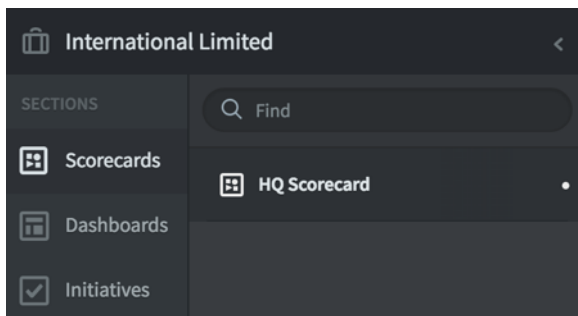 International Limited
SECTIONS
Find
Scorecards
HQ Scorecard
Dashboards
Initiatives